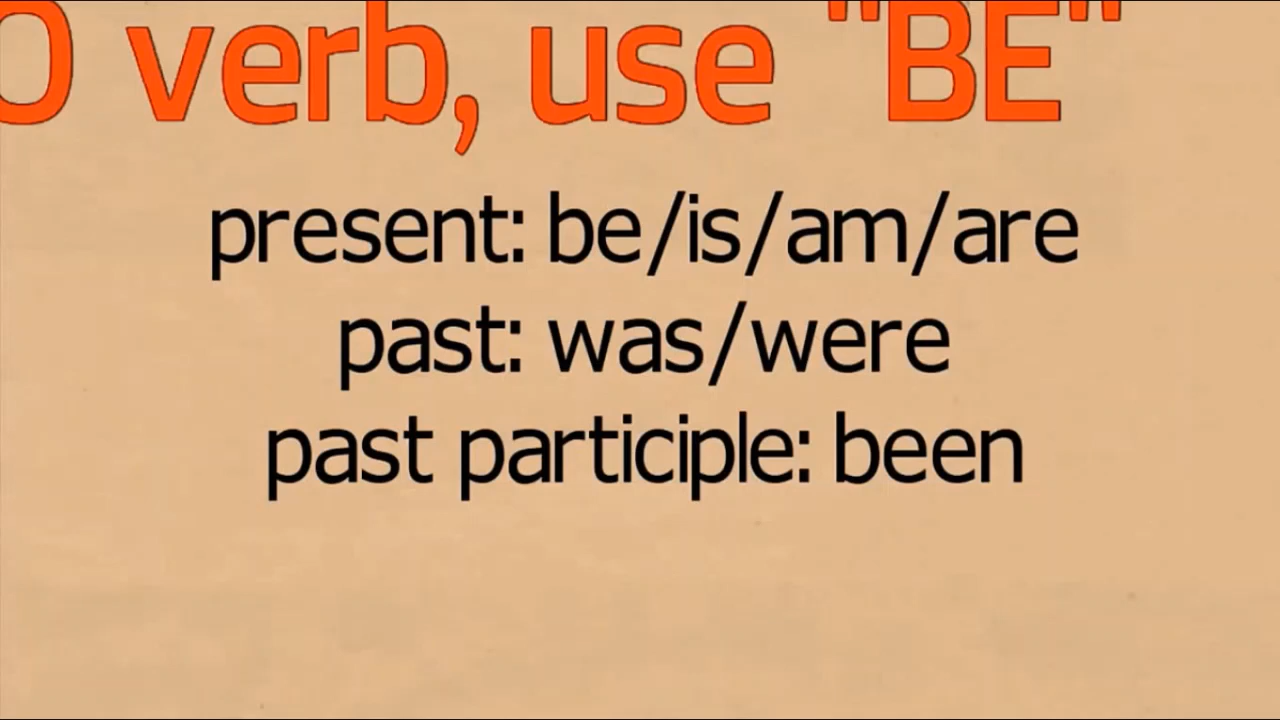 O verb, use "BE"
present: be/is/am/are
past: was/were
past participle: been